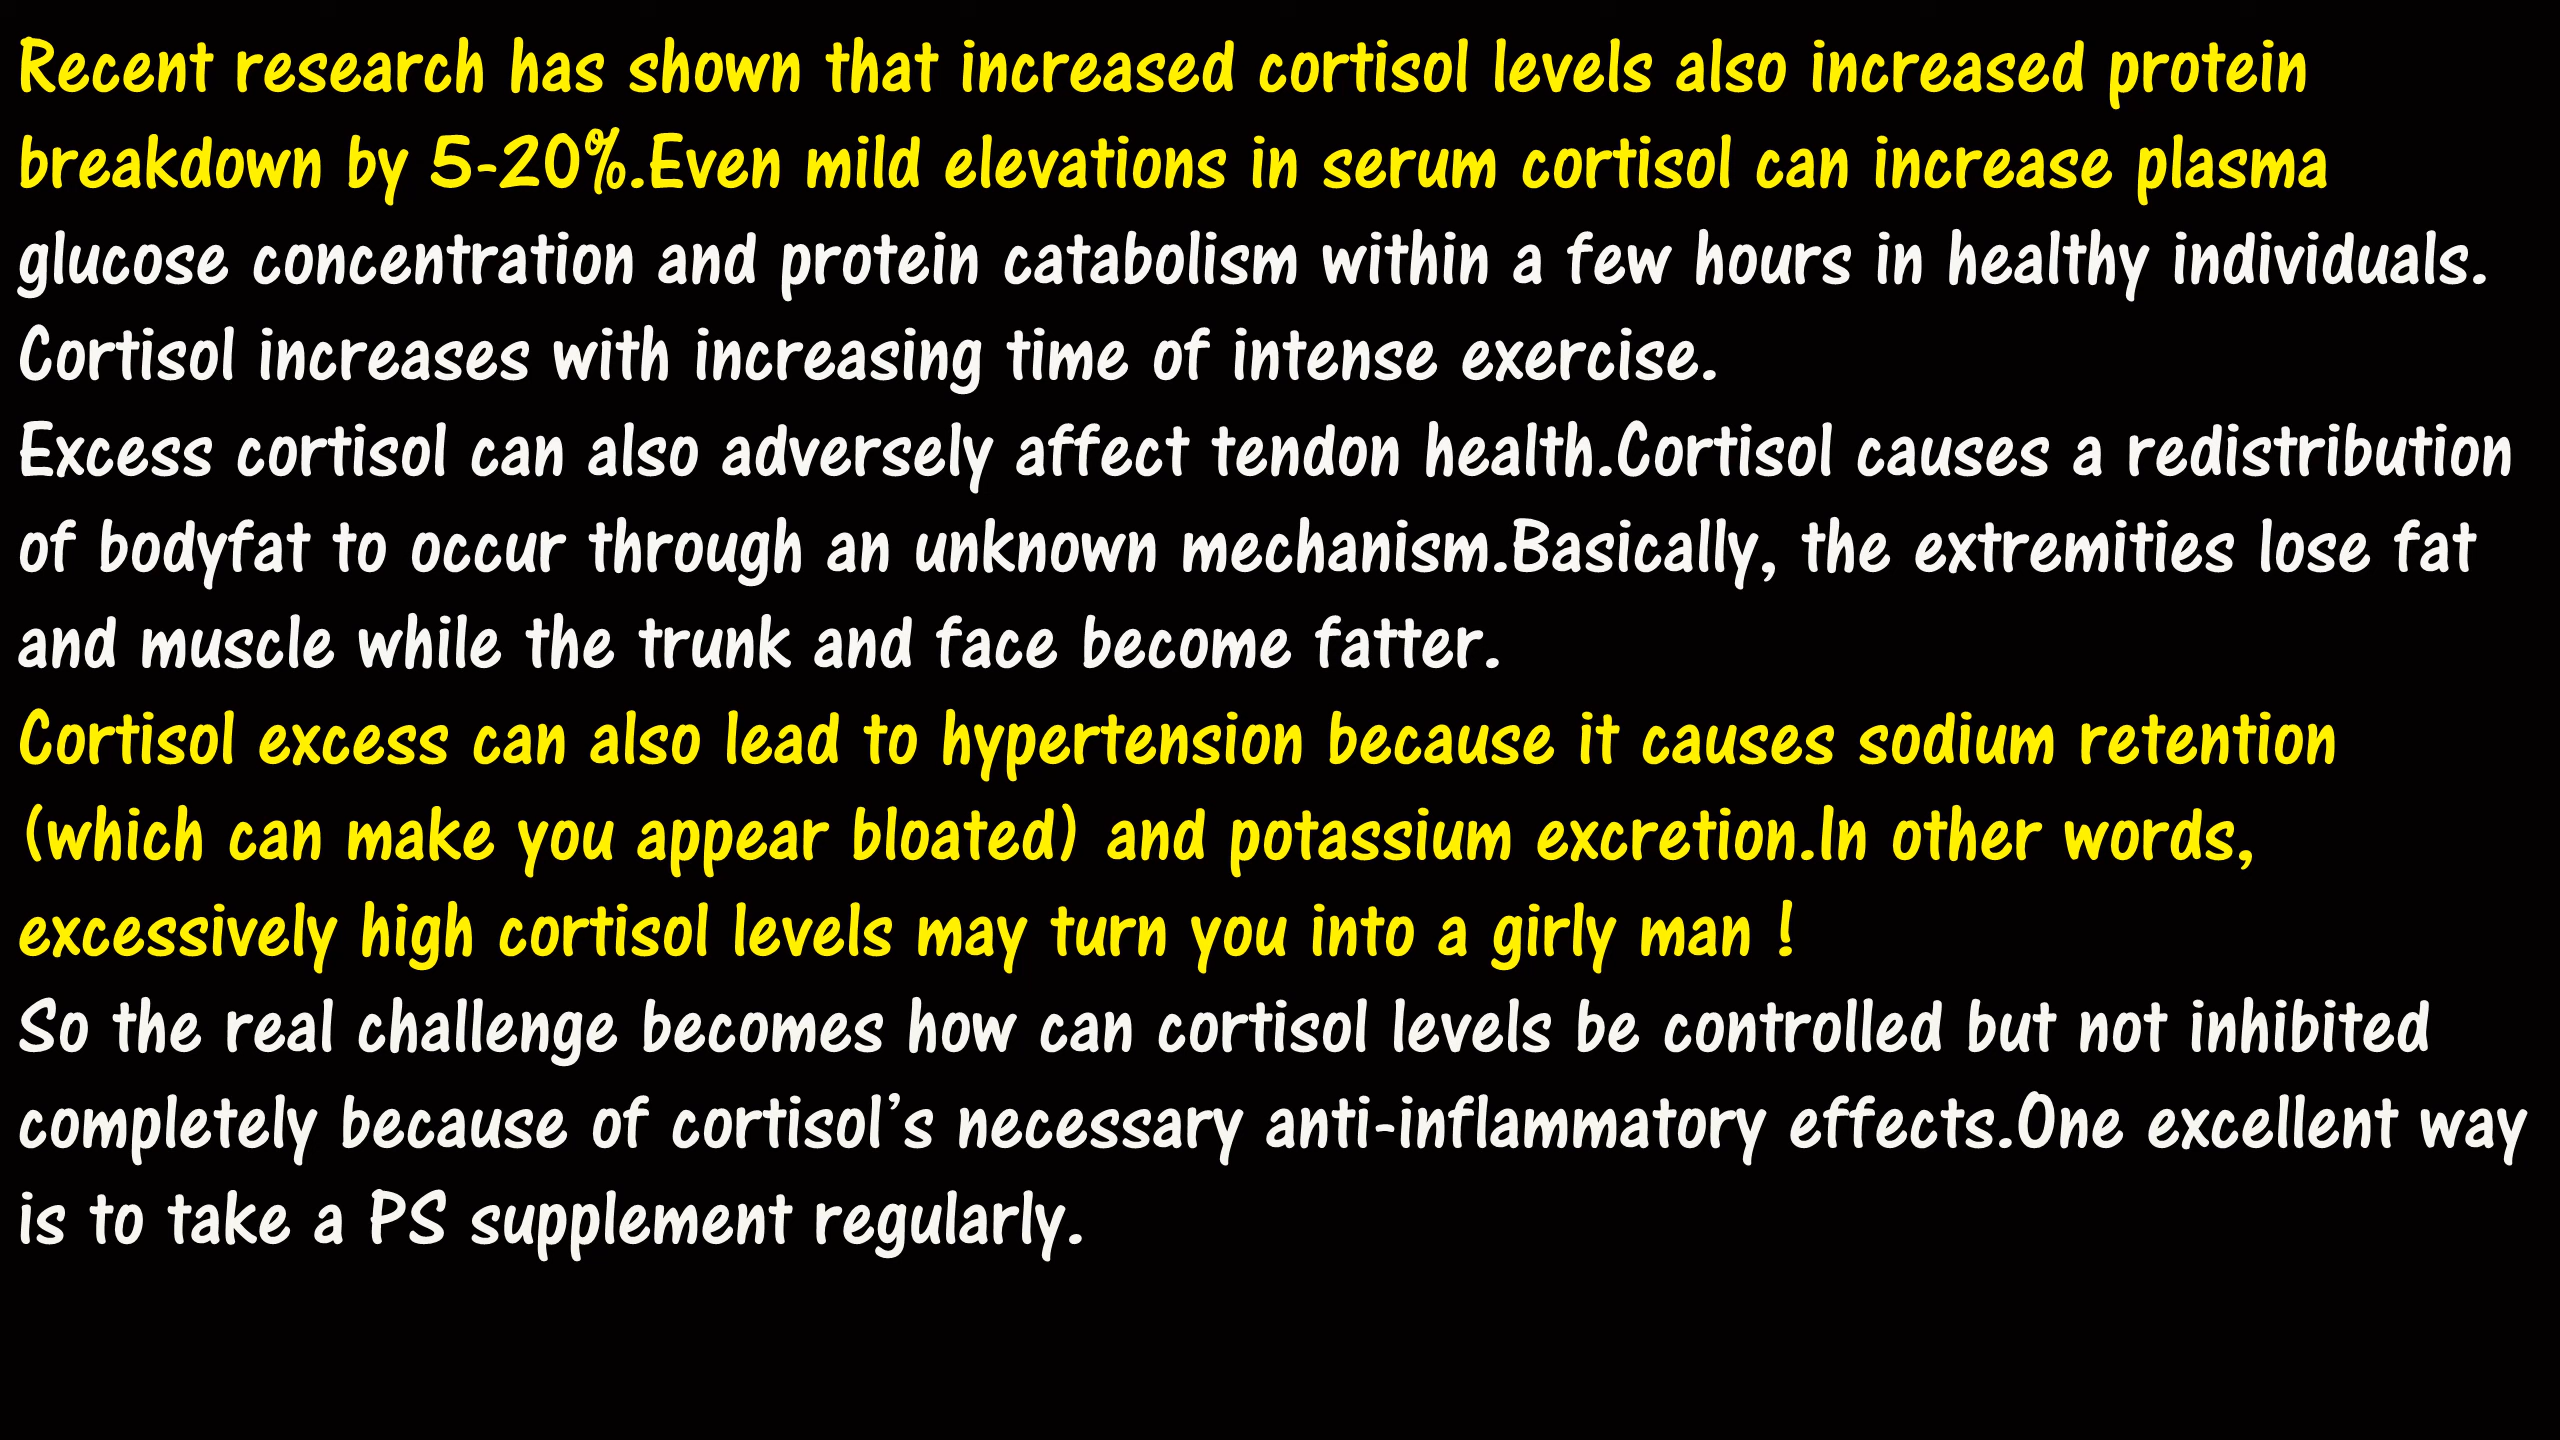 Recent research has shown that increased cortisol levels also increased protein
breakdown by 5-20%.Even mild elevations in serum cortisol can increase plasma
glucose concentration and protein catabolism within a few hours in healthy individuals.
Cortisol increases with increasing time of intense exercise.
Excess cortisol can also adversely affect tendon health.Cortisol causes a redistribution
of bodyfat to occur through an unknown mechanism.Basically, the extremities lose fat
and muscle while the trunk and face become fatter.
Cortisol excess can also lead to hypertension because it causes sodium retention
(which can make you appear bloated) and potassium excretion.In other words,
excessively high cortisol levels may turn you into a girly man !
So the real challenge becomes how can cortisol levels be controlled but not inhibited
completely because of cortisol’s necessary anti-inflammatory effects.One excellent way
is to take a PS supplement regularly.